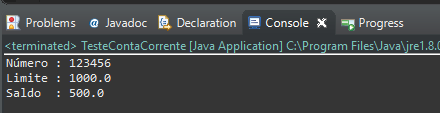 Problems Javadoc Declaration Console Progress
<terminated> TesteContaCorrente [Java Application] C:\Program Files\Java\jre1.8.0
Número : 123456
Limite : 1000.0
Saldo  : 500.0